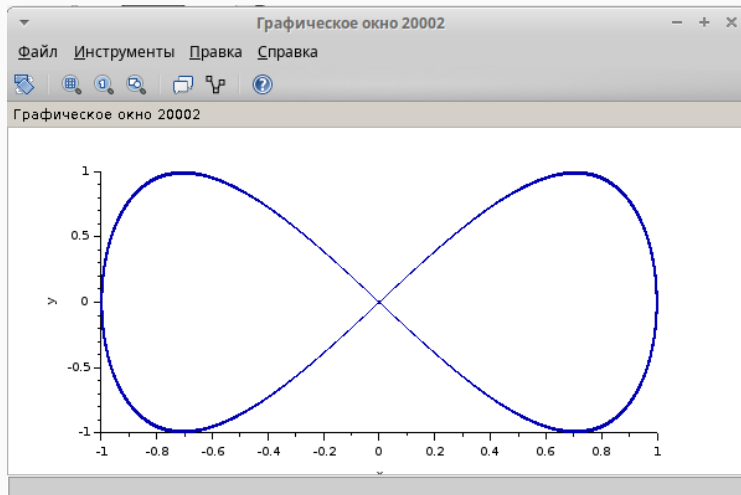 Графическое окно 20002
Файл Инструменты Правка Справка
Графическое окно 20002
1
0.5
y
0
-0.5
-1
-1 -0.8 -0.6 -0.4 -0.2 0 0.2 0.4 0.6 0.8 1